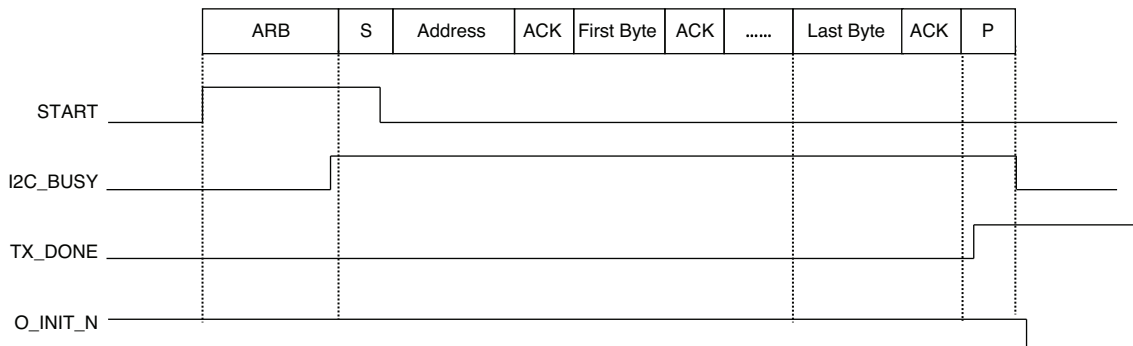 ARB S Address ACK First Byte ACK ...... Last Byte ACK P
START
I2C_BUSY
TX_DONE
O_INIT_N